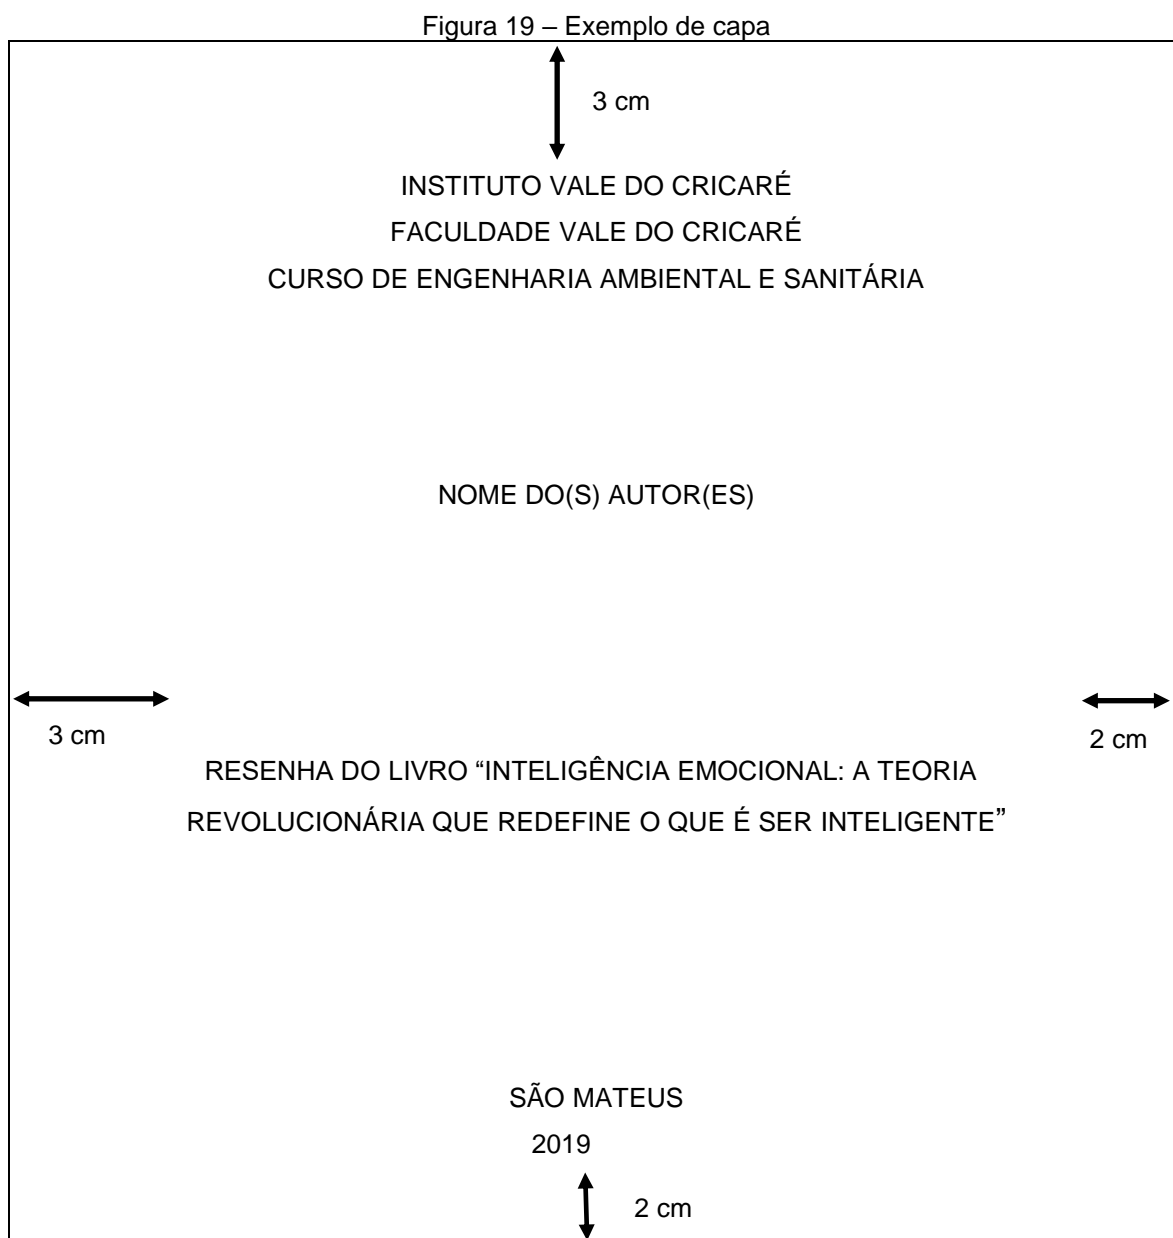 Figura 19 – Exemplo de capa
3 cm
INSTITUTO VALE DO CRICARÉ
FACULDADE VALE DO CRICARÉ
CURSO DE ENGENHARIA AMBIENTAL E SANITÁRIA
NOME DO(S) AUTOR(ES)
3 cm
2 cm
RESENHA DO LIVRO “INTELIGÊNCIA EMOCIONAL: A TEORIA
REVOLUCIONÁRIA QUE REDEFINE O QUE É SER INTELIGENTE”
SÃO MATEUS
2019
2 cm